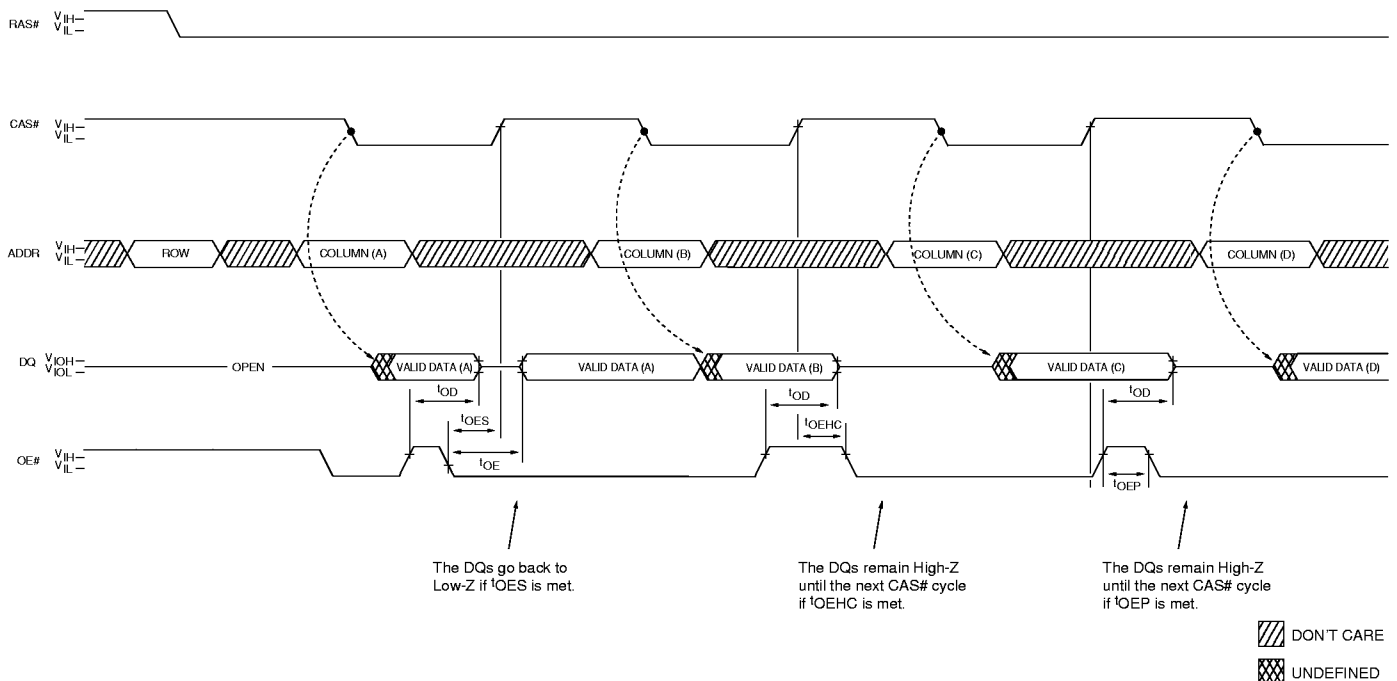 RAS# VIH
VIL
CAS# VIH
VIL
ADDR VIH
VIL
ROW COLUMN (A) COLUMN (B) COLUMN (C) COLUMN (D)
DQ VIOH
VIOL
OPEN VALID DATA (A) VALID DATA (A) VALID DATA (B) VALID DATA (C) VALID DATA (D)
tOD tOD tOD
tOES tOEHC
OE# VIH
VIL
tOE tOEP
The DQs go back to
Low-Z if tOES is met.
The DQs remain High-Z
until the next CAS# cycle
if tOEHC is met.
The DQs remain High-Z
until the next CAS# cycle
if tOEP is met.
DON'T CARE
UNDEFINED